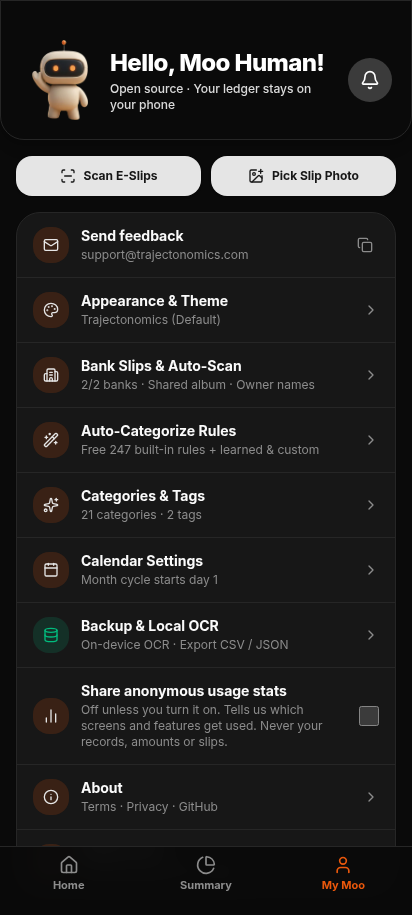 Hello, Moo Human!
Open source · Your ledger stays on
your phone
Scan E-Slips
Pick Slip Photo
Send feedback
support@trajectonomics.com
Appearance & Theme
Trajectonomics (Default)
Bank Slips & Auto-Scan
2/2 banks · Shared album · Owner names
Auto-Categorize Rules
Free 247 built-in rules + learned & custom
Categories & Tags
21 categories · 2 tags
Calendar Settings
Month cycle starts day 1
Backup & Local OCR
On-device OCR · Export CSV / JSON
Share anonymous usage stats
Off unless you turn it on. Tells us which
screens and features get used. Never your
records, amounts or slips.
About
Terms · Privacy · GitHub
Home
Summary
My Moo